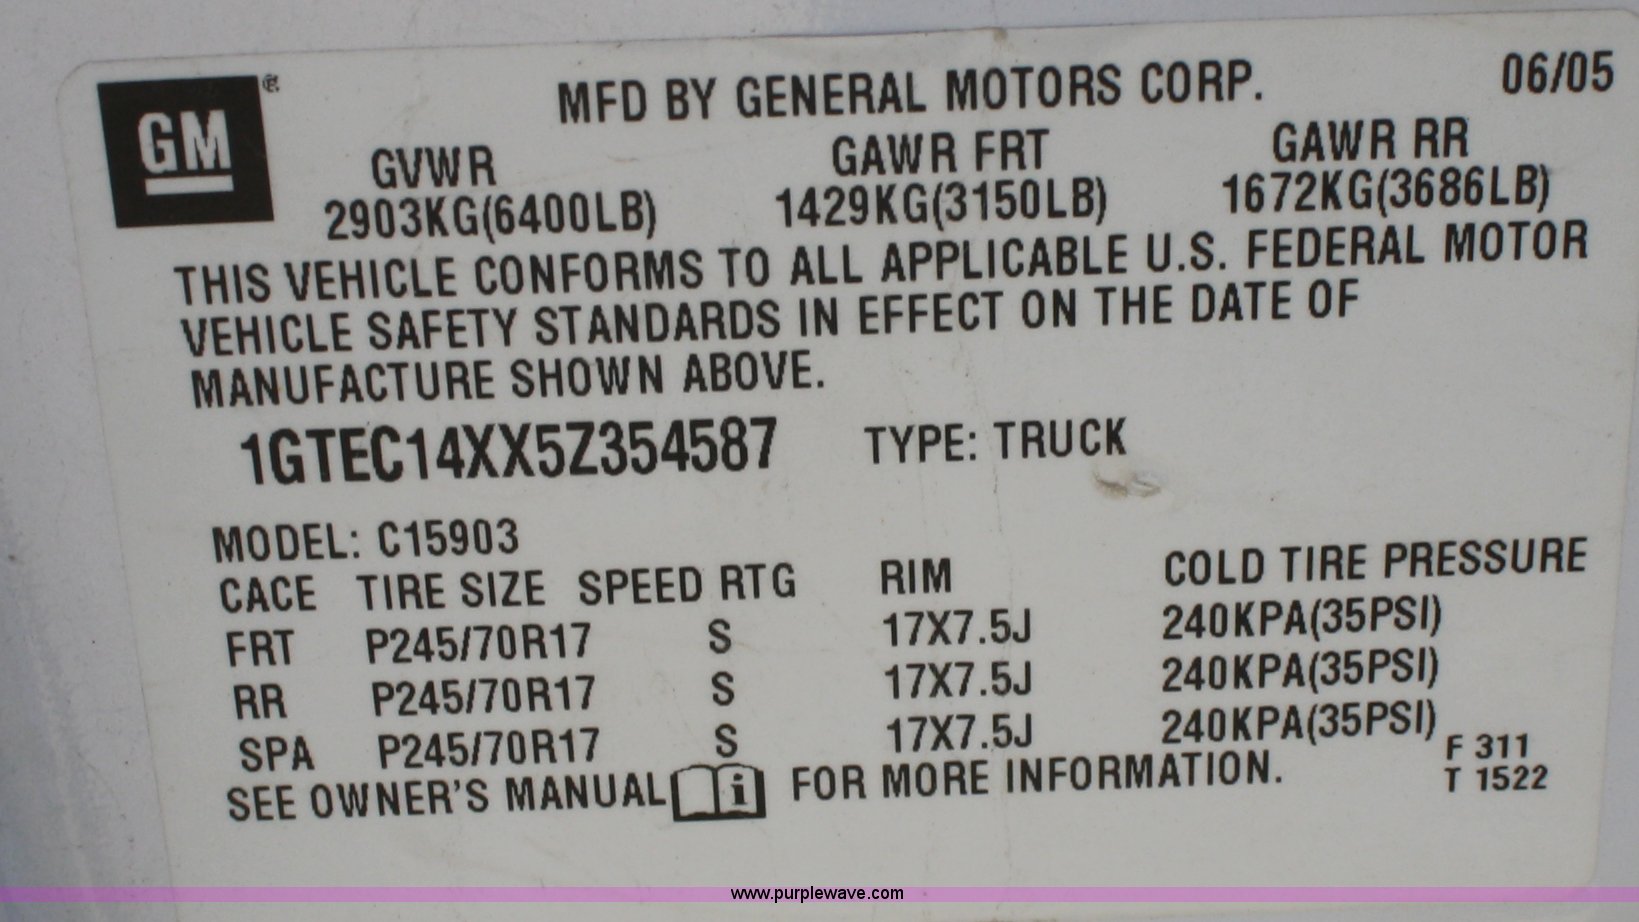 GM ®
MFD BY GENERAL MOTORS CORP. 06/05
GVWR GAWR FRT GAWR RR
2903KG(6400LB) 1429KG(3150LB) 1672KG(3686LB)
THIS VEHICLE CONFORMS TO ALL APPLICABLE U.S. FEDERAL MOTOR
VEHICLE SAFETY STANDARDS IN EFFECT ON THE DATE OF
MANUFACTURE SHOWN ABOVE.
1GTEC14XX5Z354587 TYPE: TRUCK
MODEL: C15903
CACE TIRE SIZE SPEED RTG RIM COLD TIRE PRESSURE
FRT P245/70R17 S 17X7.5J 240KPA(35PSI)
RR P245/70R17 S 17X7.5J 240KPA(35PSI)
SPA P245/70R17 S 17X7.5J 240KPA(35PSI)
SEE OWNER'S MANUAL i FOR MORE INFORMATION.
F 311
T 1522
www.purplewave.com